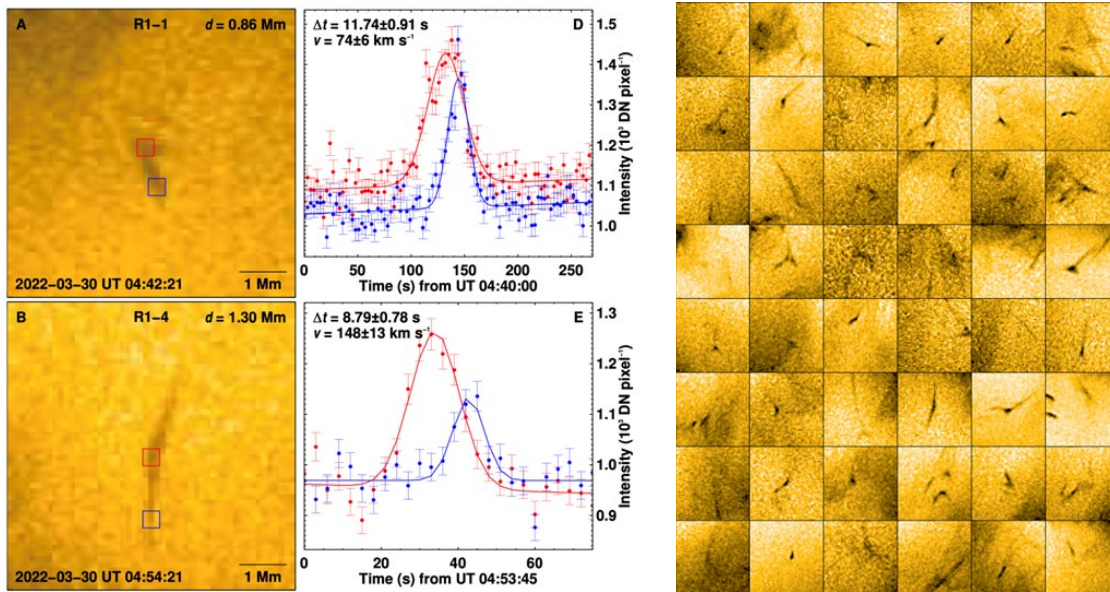 A R1−1 d = 0.86 Mm
2022−03−30 UT 04:42:21 1 Mm
Δt = 11.74±0.91 s D
v = 74±6 km s⁻¹
1.5
1.4
1.3
1.2
1.1
1.0
Intensity (10³ DN pixel⁻¹)
0 50 100 150 200 250
Time (s) from UT 04:40:00
B R1−4 d = 1.30 Mm
2022−03−30 UT 04:54:21 1 Mm
Δt = 8.79±0.78 s E
v = 148±13 km s⁻¹
1.3
1.2
1.1
1.0
0.9
Intensity (10³ DN pixel⁻¹)
0 20 40 60
Time (s) from UT 04:53:45